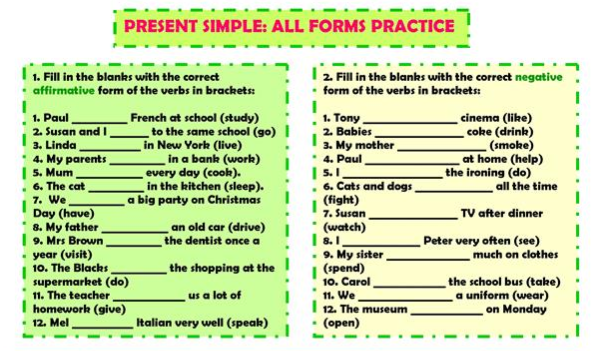 PRESENT SIMPLE: ALL FORMS PRACTICE
1. Fill in the blanks with the correct
affirmative form of the verbs in brackets:
1. Paul _________ French at school (study)
2. Susan and I ______ to the same school (go)
3. Linda _________ in New York (live)
4. My parents ________ in a bank (work)
5. Mum __________ every day (cook).
6. The cat _________ in the kitchen (sleep).
7. We _________ a big party on Christmas
Day (have)
8. My father __________ an old car (drive)
9. Mrs Brown _________ the dentist once a
year (visit)
10. The Blacks _________ the shopping at the
supermarket (do)
11. The teacher ____________ us a lot of
homework (give)
12. Mel __________ Italian very well (speak)
2. Fill in the blanks with the correct negative
form of the verbs in brackets:
1. Tony ________________ cinema (like)
2. Babies ______________ coke (drink)
3. My mother _______________ (smoke)
4. Paul ________________ at home (help)
5. I _________________ the ironing (do)
6. Cats and dogs _____________ all the time
(fight)
7. Susan _______________ TV after dinner
(watch)
8. I _____________ Peter very often (see)
9. My sister ______________ much on clothes
(spend)
10. Carol ____________ the school bus (take)
11. We ________________ a uniform (wear)
12. The museum ____________ on Monday
(open)